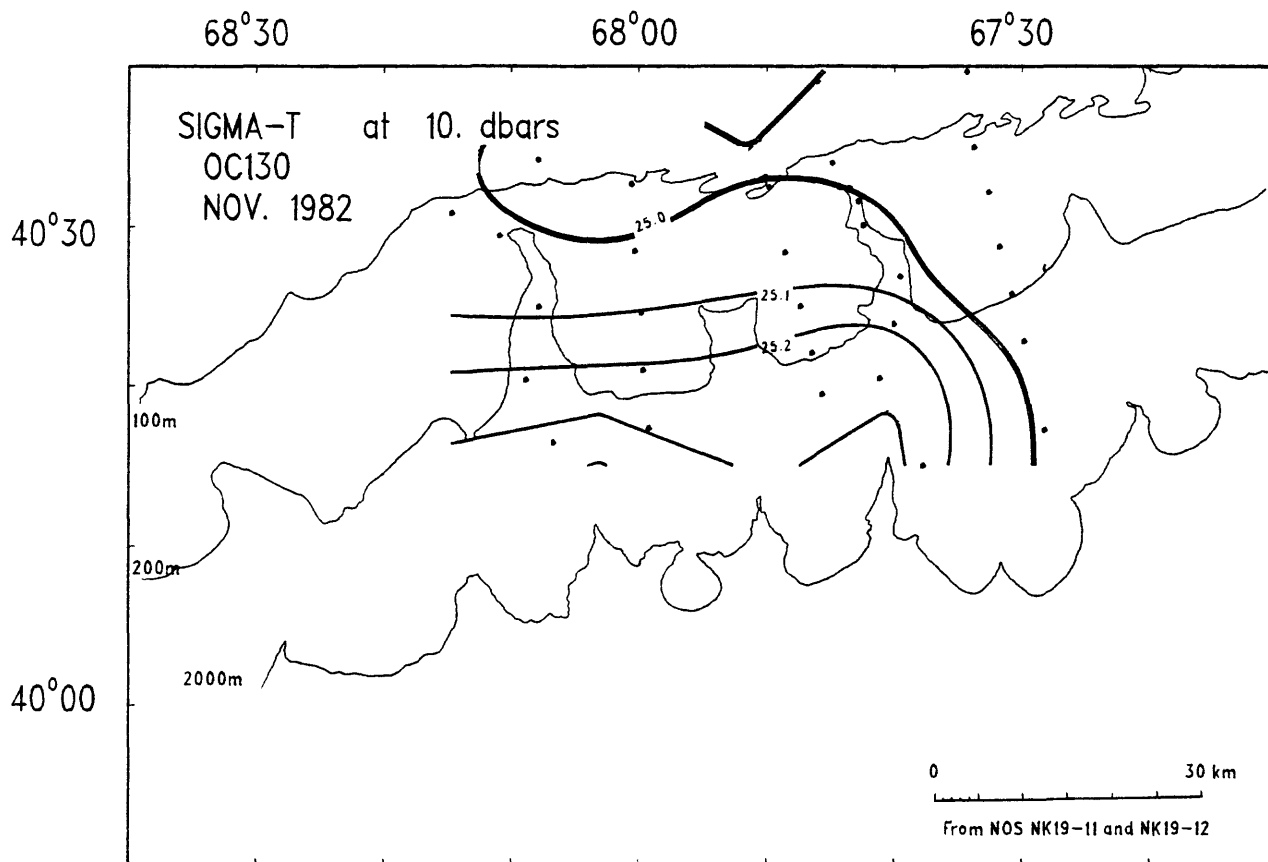 68°30 68°00 67°30
SIGMA-T at 10. dbars
OC130
NOV. 1982
40°30
25.0
25.1
25.2
100m
200m
2000m
40°00
0 30 km
From NOS NK19-11 and NK19-12